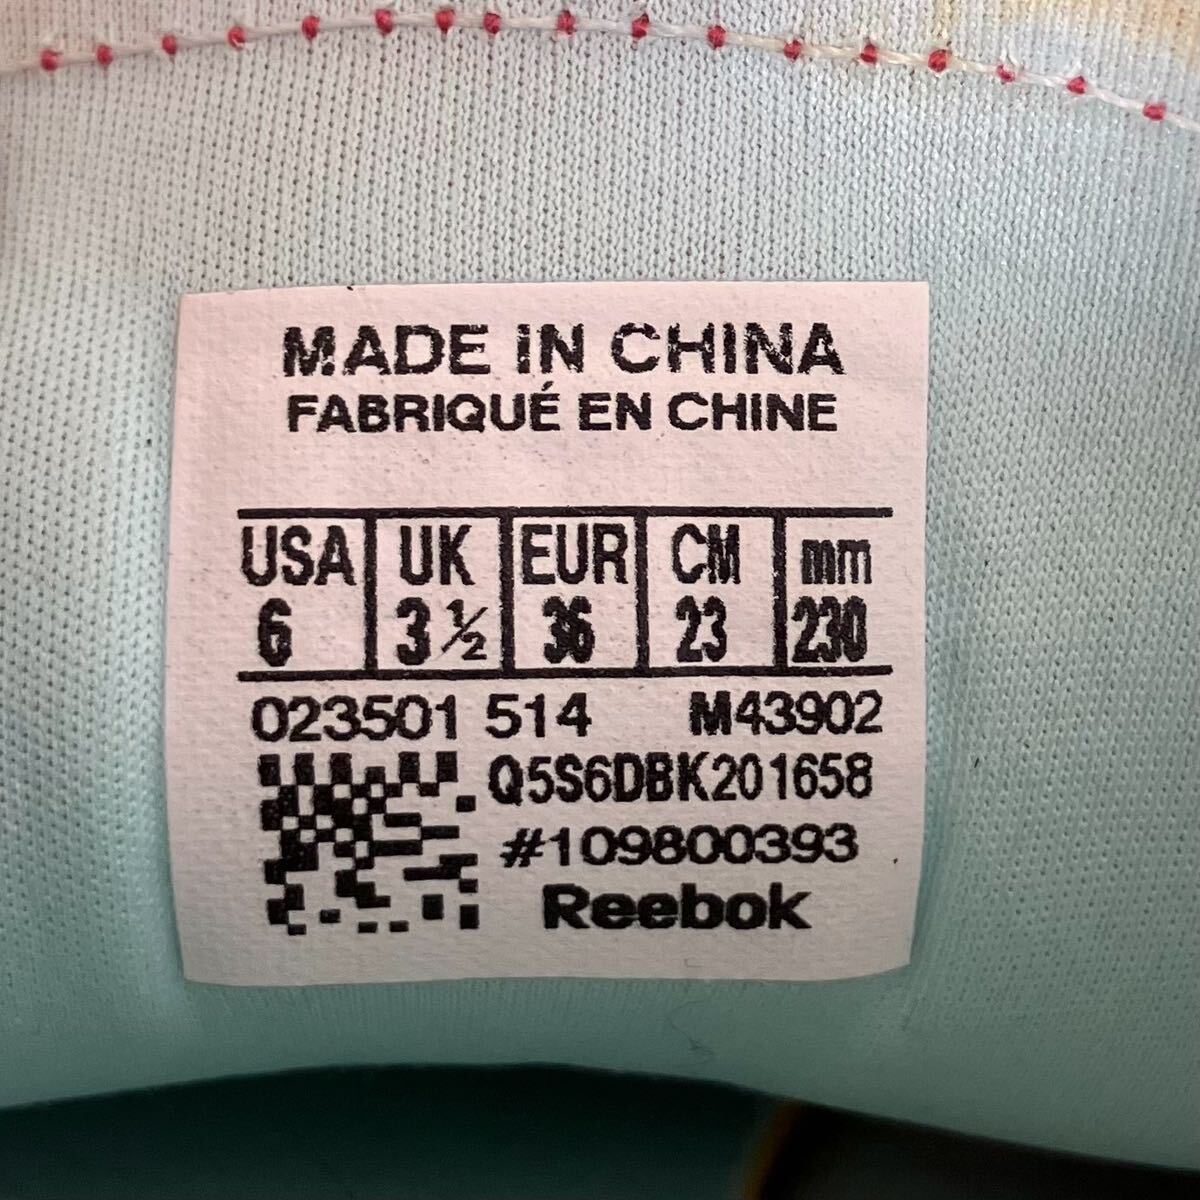 MADE IN CHINA
FABRIQUÉ EN CHINE
USA UK EUR CM mm
6 3 ½ 36 23 230
023501 514 M43902
Q5S6DBK201658
#109800393
Reebok